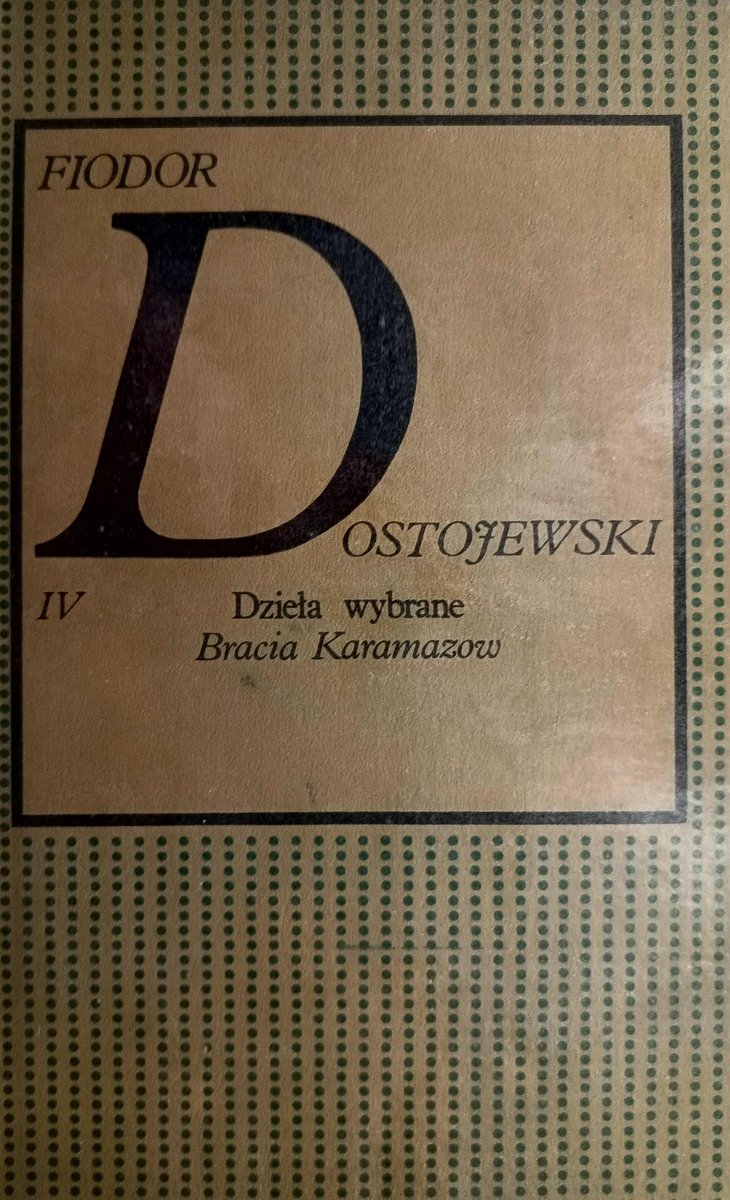 FIODOR
DOSTOJEWSKI
IV Dzieła wybrane
Bracia Karamazow